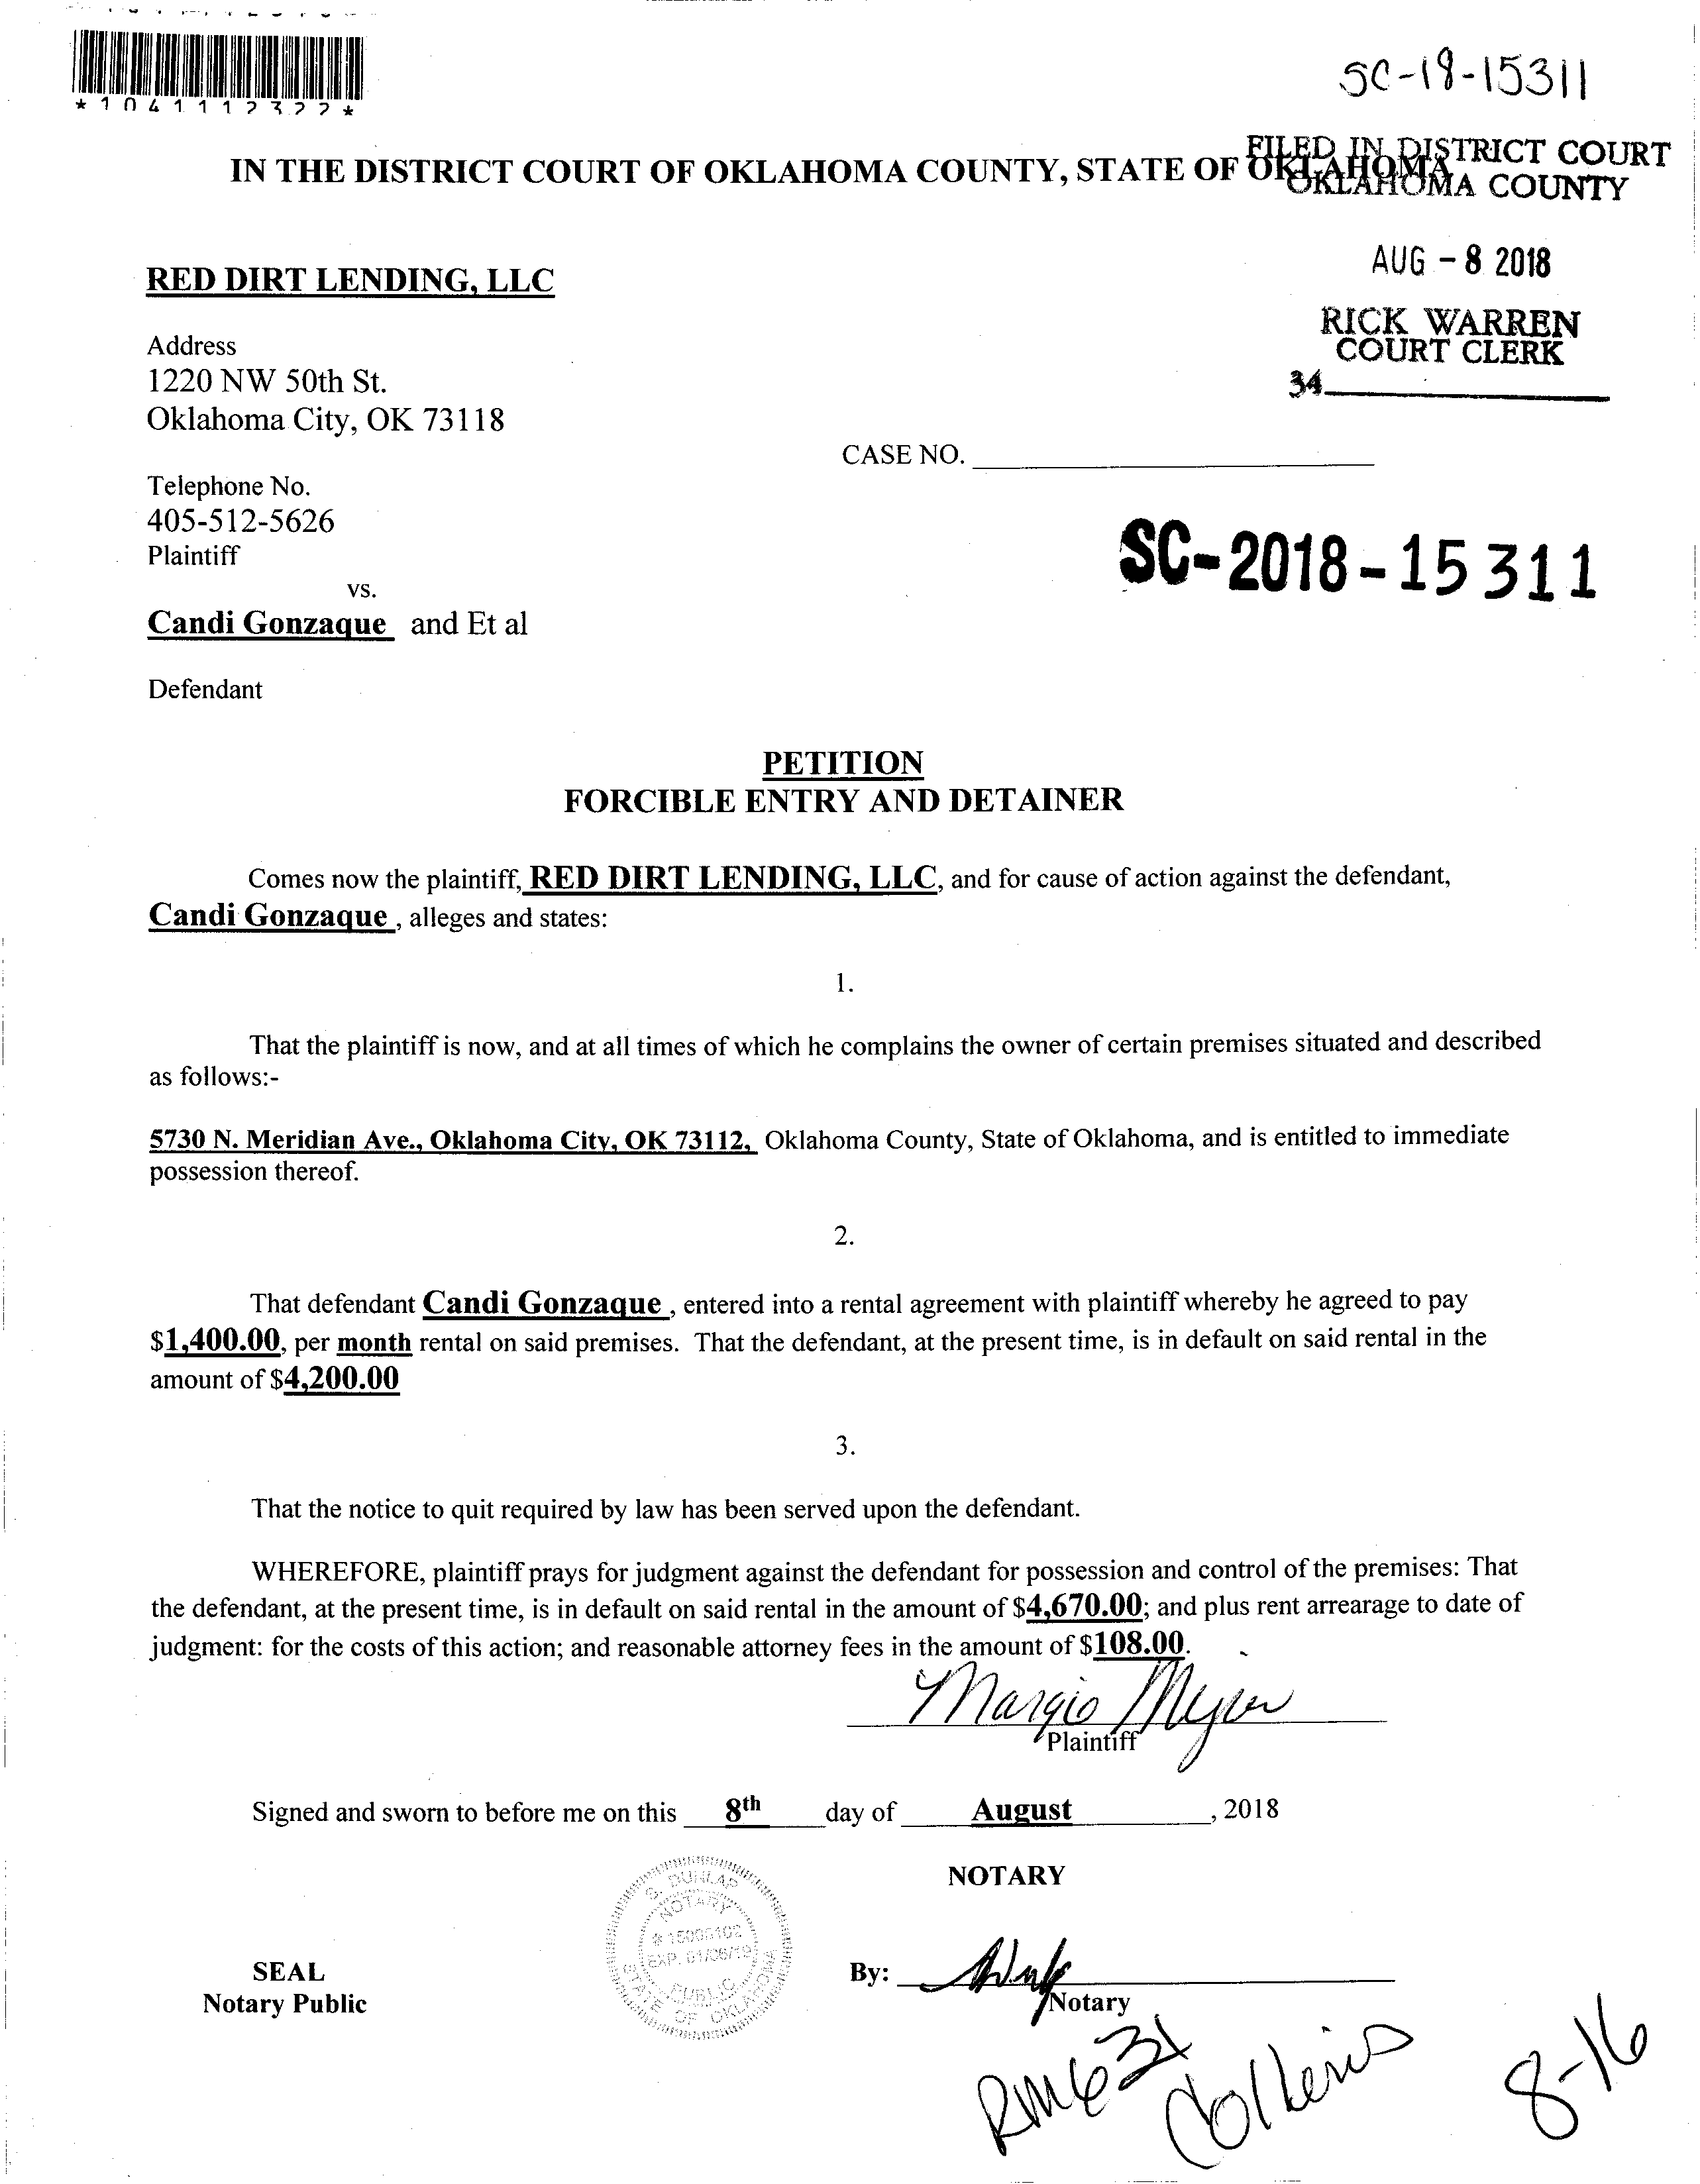 *1041112322*
SC-18-15311
IN THE DISTRICT COURT OF OKLAHOMA COUNTY, STATE OF OKLAHOMA
FILED IN DISTRICT COURT
OKLAHOMA COUNTY
AUG - 8 2018
RICK WARREN
COURT CLERK
34
RED DIRT LENDING, LLC
Address
1220 NW 50th St.
Oklahoma City, OK 73118
CASE NO.
Telephone No.
405-512-5626
Plaintiff
vs.
SC-2018-15311
Candi Gonzaque and Et al
Defendant
PETITION
FORCIBLE ENTRY AND DETAINER
Comes now the plaintiff, RED DIRT LENDING, LLC, and for cause of action against the defendant,
Candi Gonzaque , alleges and states:
1.
That the plaintiff is now, and at all times of which he complains the owner of certain premises situated and described
as follows:-
5730 N. Meridian Ave., Oklahoma City, OK 73112, Oklahoma County, State of Oklahoma, and is entitled to immediate
possession thereof.
2.
That defendant Candi Gonzaque , entered into a rental agreement with plaintiff whereby he agreed to pay
$1,400.00, per month rental on said premises. That the defendant, at the present time, is in default on said rental in the
amount of $4,200.00
3.
That the notice to quit required by law has been served upon the defendant.
WHEREFORE, plaintiff prays for judgment against the defendant for possession and control of the premises: That
the defendant, at the present time, is in default on said rental in the amount of $4,670.00; and plus rent arrearage to date of
judgment: for the costs of this action; and reasonable attorney fees in the amount of $108.00.
Margie Meyer
Plaintiff
Signed and sworn to before me on this 8th day of August , 2018
NOTARY
S. DUNLAP
NOTARY
# 15005102
EXP. 01/06/19
PUBLIC
STATE OF OKLAHOMA
SEAL
Notary Public
By:
Notary
RM631
Collens
8-16